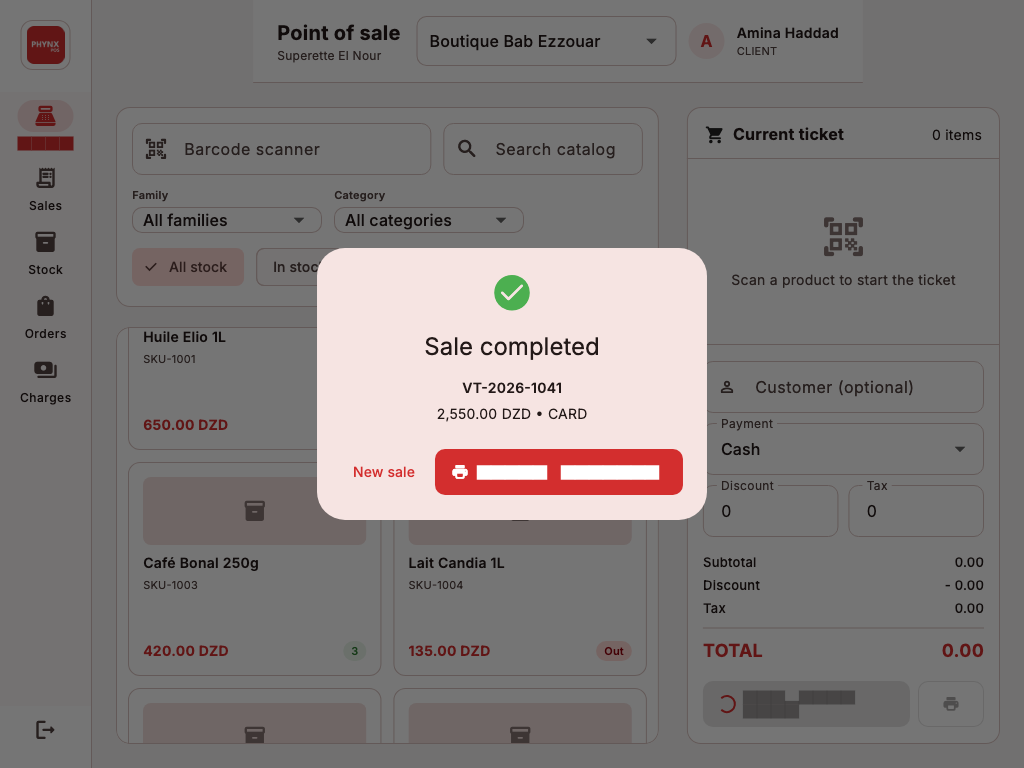 PHYNX
POS
Point of sale
Superette El Nour
Boutique Bab Ezzouar
A
Amina Haddad
CLIENT
Sales
Stock
Orders
Charges
Barcode scanner
Search catalog
Family
Category
All families
All categories
All stock
In stoc
Huile Elio 1L
SKU-1001
650.00 DZD
Café Bonal 250g
SKU-1003
420.00 DZD
3
Lait Candia 1L
SKU-1004
135.00 DZD
Out
Sale completed
VT-2026-1041
2,550.00 DZD • CARD
New sale
Current ticket
0 items
Scan a product to start the ticket
Customer (optional)
Payment
Cash
Discount
0
Tax
0
Subtotal
0.00
Discount
- 0.00
Tax
0.00
TOTAL
0.00